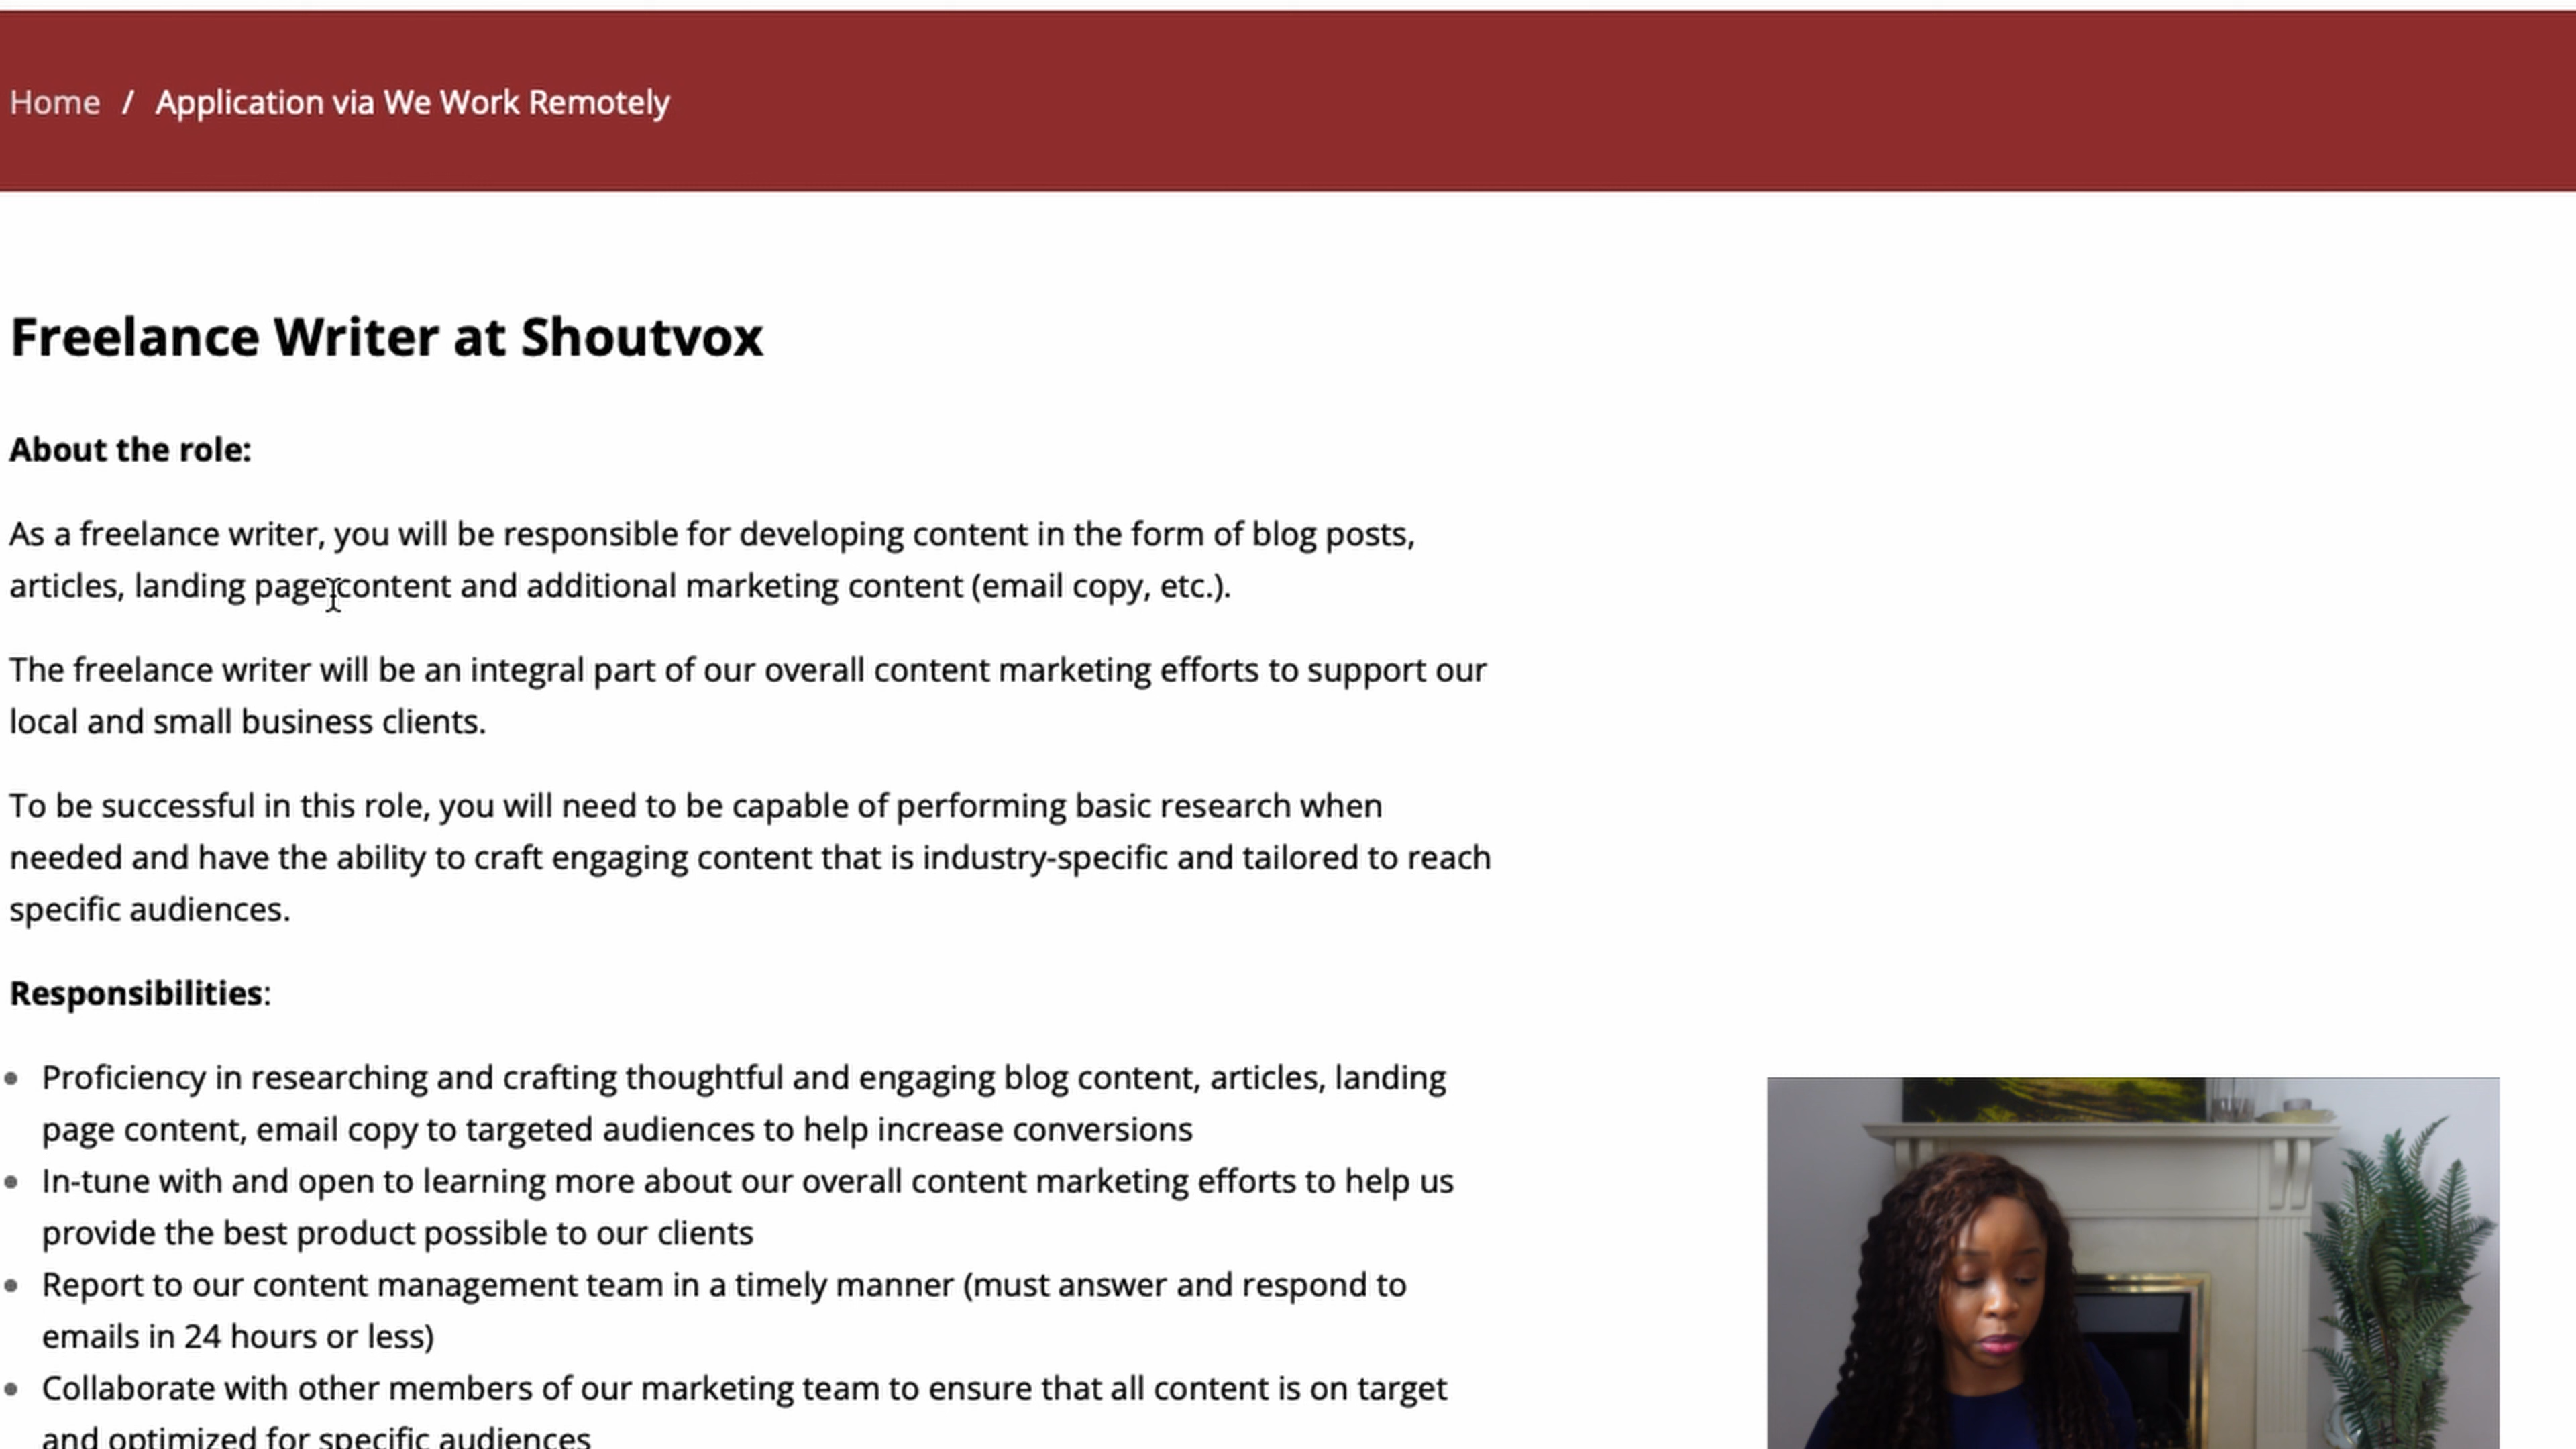 Home / Application via We Work Remotely
Freelance Writer at Shoutvox
About the role:
As a freelance writer, you will be responsible for developing content in the form of blog posts,
articles, landing page content and additional marketing content (email copy, etc.).
The freelance writer will be an integral part of our overall content marketing efforts to support our
local and small business clients.
To be successful in this role, you will need to be capable of performing basic research when
needed and have the ability to craft engaging content that is industry-specific and tailored to reach
specific audiences.
Responsibilities:
Proficiency in researching and crafting thoughtful and engaging blog content, articles, landing
page content, email copy to targeted audiences to help increase conversions
In-tune with and open to learning more about our overall content marketing efforts to help us
provide the best product possible to our clients
Report to our content management team in a timely manner (must answer and respond to
emails in 24 hours or less)
Collaborate with other members of our marketing team to ensure that all content is on target
and optimized for specific audiences